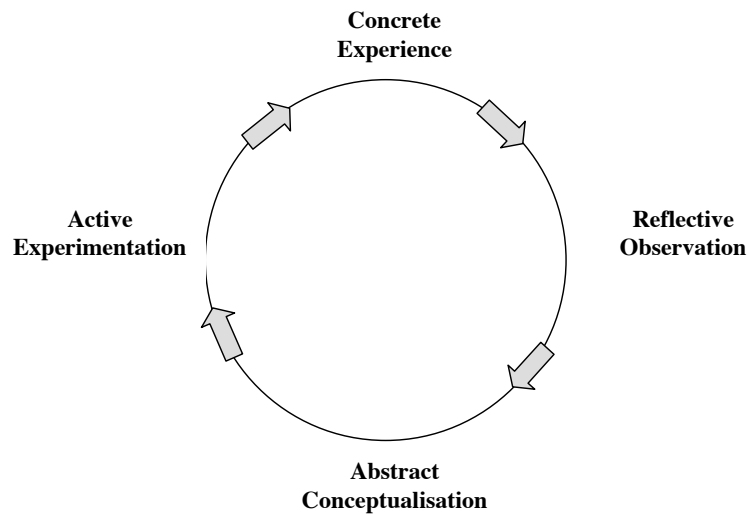 Concrete
Experience
Active
Experimentation
Reflective
Observation
Abstract
Conceptualisation